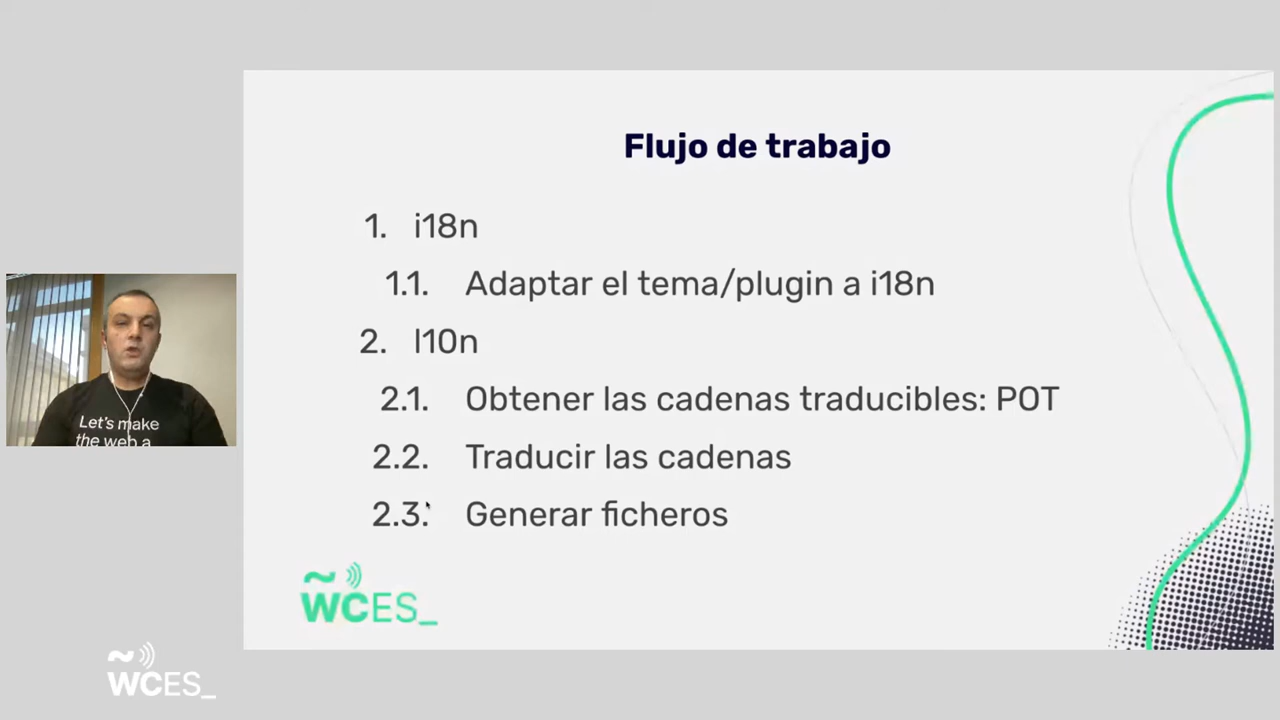 Flujo de trabajo
1. i18n
1.1. Adaptar el tema/plugin a i18n
2. l10n
2.1. Obtener las cadenas traducibles: POT
2.2. Traducir las cadenas
2.3. Generar ficheros
Let's make
the web a
~ WCES_
~ WCES_